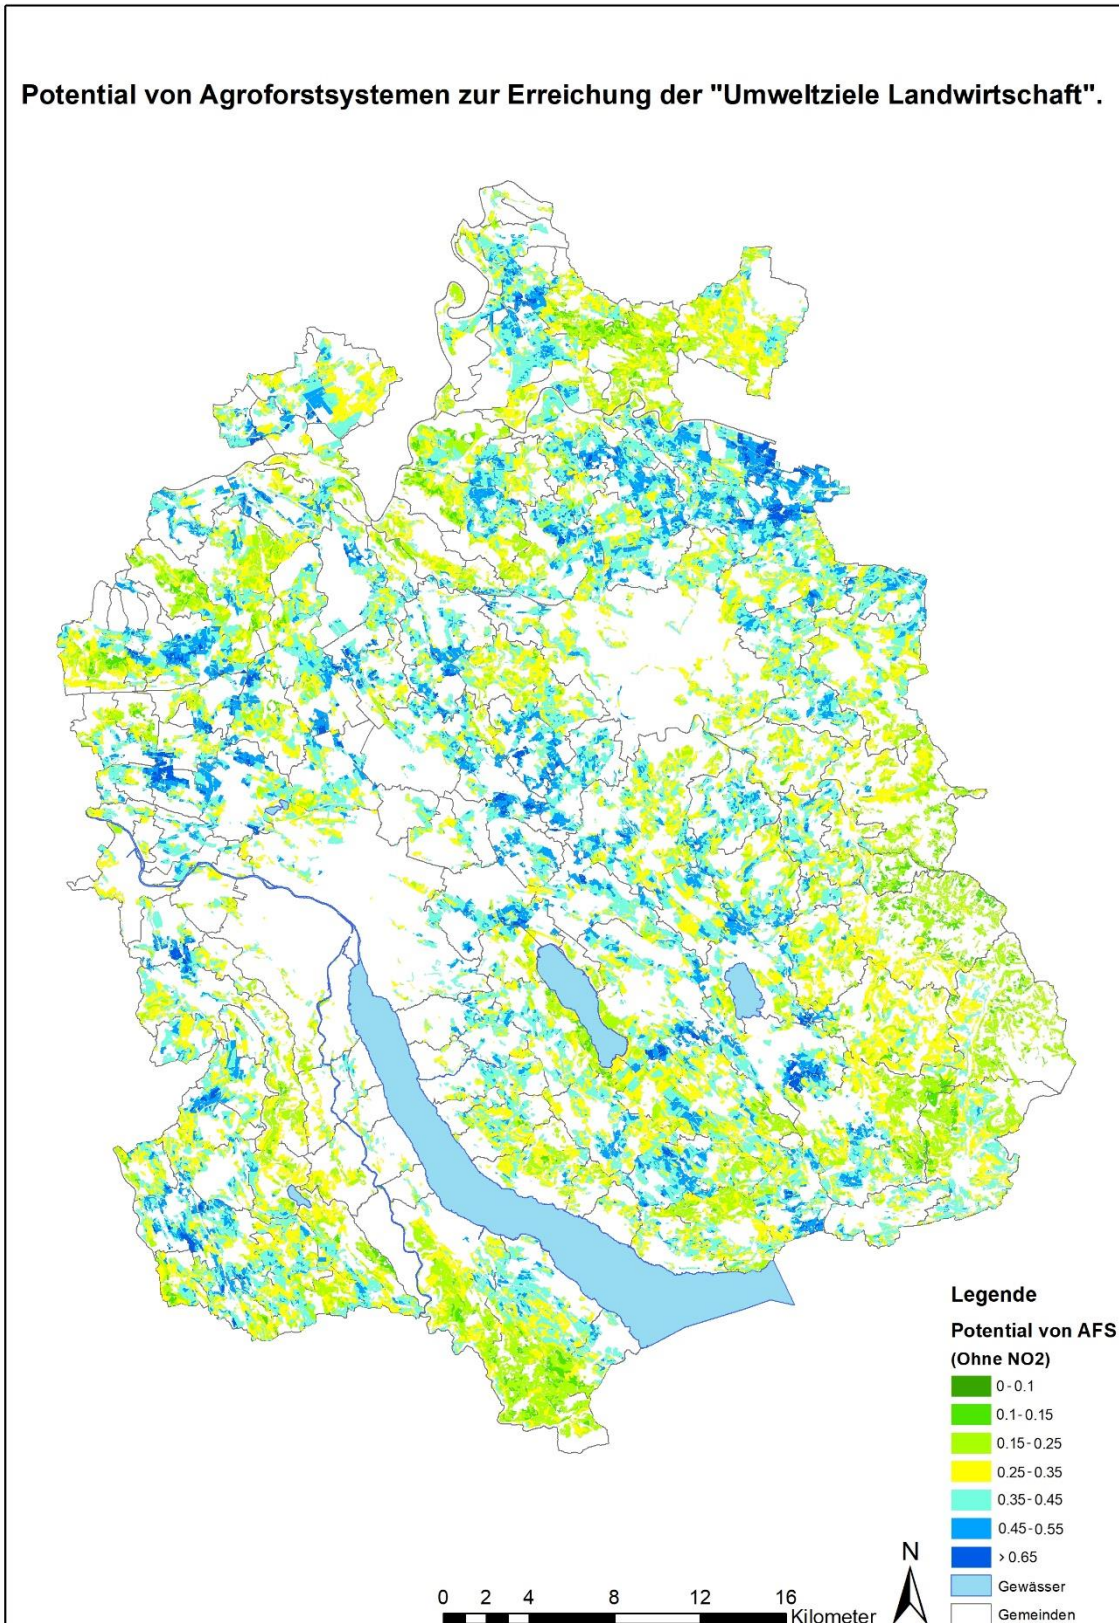 Potential von Agroforstsystemen zur Erreichung der "Umweltziele Landwirtschaft".
Legende
Potential von AFS
(Ohne NO2)
0-0.1
0.1-0.15
0.15-0.25
0.25-0.35
0.35-0.45
0.45-0.55
> 0.65
Gewässer
Gemeinden
N
0 2 4 8 12 16
Kilometer